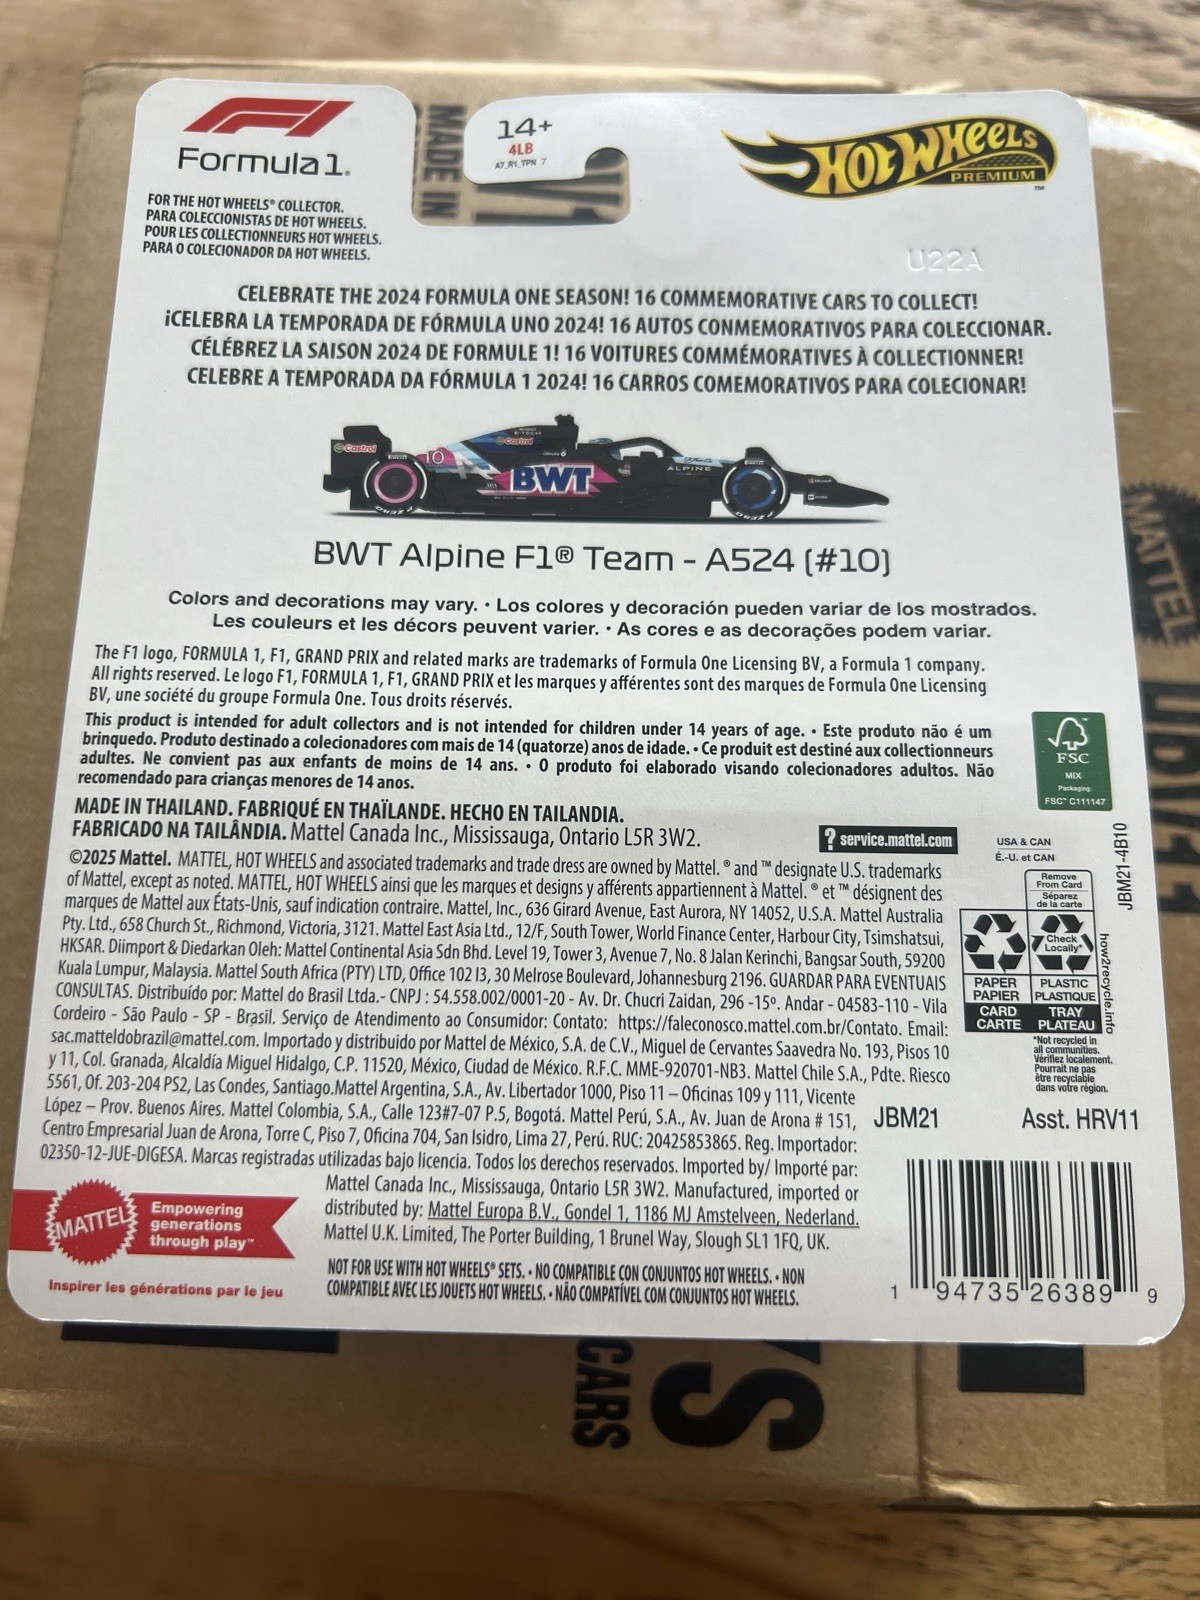 F1
Formula 1.
14+
4LB
A7_R1_TPN 7
HOT WHEELS
PREMIUM™
MADE IN
FOR THE HOT WHEELS® COLLECTOR.
PARA COLECCIONISTAS DE HOT WHEELS.
POUR LES COLLECTIONNEURS HOT WHEELS.
PARA O COLECIONADOR DA HOT WHEELS.
U22A
CELEBRATE THE 2024 FORMULA ONE SEASON! 16 COMMEMORATIVE CARS TO COLLECT!
¡CELEBRA LA TEMPORADA DE FÓRMULA UNO 2024! 16 AUTOS CONMEMORATIVOS PARA COLECCIONAR.
CÉLÉBREZ LA SAISON 2024 DE FORMULE 1! 16 VOITURES COMMÉMORATIVES À COLLECTIONNER!
CELEBRE A TEMPORADA DA FÓRMULA 1 2024! 16 CARROS COMEMORATIVOS PARA COLECIONAR!
Castrol
10
Castrol
BWT
ALPINE
BWT Alpine F1® Team - A524 (#10)
Colors and decorations may vary. • Los colores y decoración pueden variar de los mostrados.
Les couleurs et les décors peuvent varier. • As cores e as decorações podem variar.
The F1 logo, FORMULA 1, F1, GRAND PRIX and related marks are trademarks of Formula One Licensing BV, a Formula 1 company.
All rights reserved. Le logo F1, FORMULA 1, F1, GRAND PRIX et les marques y afférentes sont des marques de Formula One Licensing
BV, une société du groupe Formula One. Tous droits réservés.
This product is intended for adult collectors and is not intended for children under 14 years of age. • Este produto não é um
brinquedo. Produto destinado a colecionadores com mais de 14 (quatorze) anos de idade. • Ce produit est destiné aux collectionneurs
adultes. Ne convient pas aux enfants de moins de 14 ans. • O produto foi elaborado visando colecionadores adultos. Não
recomendado para crianças menores de 14 anos.
FSC
MIX
Packaging
FSC™ C111147
MADE IN THAILAND. FABRIQUÉ EN THAÏLANDE. HECHO EN TAILANDIA.
FABRICADO NA TAILÂNDIA. Mattel Canada Inc., Mississauga, Ontario L5R 3W2.
? service.mattel.com
©2025 Mattel. MATTEL, HOT WHEELS and associated trademarks and trade dress are owned by Mattel. ® and ™ designate U.S. trademarks
of Mattel, except as noted. MATTEL, HOT WHEELS ainsi que les marques et designs y afférents appartiennent à Mattel. ® et ™ désignent des
marques de Mattel aux États-Unis, sauf indication contraire. Mattel, Inc., 636 Girard Avenue, East Aurora, NY 14052, U.S.A. Mattel Australia
Pty. Ltd., 658 Church St., Richmond, Victoria, 3121. Mattel East Asia Ltd., 12/F, South Tower, World Finance Center, Harbour City, Tsimshatsui,
HKSAR. Diimport & Diedarkan Oleh: Mattel Continental Asia Sdn Bhd. Level 19, Tower 3, Avenue 7, No. 8 Jalan Kerinchi, Bangsar South, 59200
Kuala Lumpur, Malaysia. Mattel South Africa (PTY) LTD, Office 102 I3, 30 Melrose Boulevard, Johannesburg 2196. GUARDAR PARA EVENTUAIS
CONSULTAS. Distribuído por: Mattel do Brasil Ltda.- CNPJ : 54.558.002/0001-20 - Av. Dr. Chucri Zaidan, 296 -15º. Andar - 04583-110 - Vila
Cordeiro - São Paulo - SP - Brasil. Serviço de Atendimento ao Consumidor: Contato: https://faleconosco.mattel.com.br/Contato. Email:
sac.matteldobrazil@mattel.com. Importado y distribuido por Mattel de México, S.A. de C.V., Miguel de Cervantes Saavedra No. 193, Pisos 10
y 11, Col. Granada, Alcaldía Miguel Hidalgo, C.P. 11520, México, Ciudad de México. R.F.C. MME-920701-NB3. Mattel Chile S.A., Pdte. Riesco
5561, Of. 203-204 PS2, Las Condes, Santiago.Mattel Argentina, S.A., Av. Libertador 1000, Piso 11 – Oficinas 109 y 111, Vicente
López – Prov. Buenos Aires. Mattel Colombia, S.A., Calle 123#7-07 P.5, Bogotá. Mattel Perú, S.A., Av. Juan de Arona # 151,
Centro Empresarial Juan de Arona, Torre C, Piso 7, Oficina 704, San Isidro, Lima 27, Perú. RUC: 20425853865. Reg. Importador:
02350-12-JUE-DIGESA. Marcas registradas utilizadas bajo licencia. Todos los derechos reservados. Imported by/ Importé par:
Mattel Canada Inc., Mississauga, Ontario L5R 3W2. Manufactured, imported or
distributed by: Mattel Europa B.V., Gondel 1, 1186 MJ Amstelveen, Nederland.
Mattel U.K. Limited, The Porter Building, 1 Brunel Way, Slough SL1 1FQ, UK.
NOT FOR USE WITH HOT WHEELS® SETS. • NO COMPATIBLE CON CONJUNTOS HOT WHEELS. • NON
COMPATIBLE AVEC LES JOUETS HOT WHEELS. • NÃO COMPATÍVEL COM CONJUNTOS HOT WHEELS.
USA & CAN
É.-U. et CAN
Remove
From Card
Séparez
de la carte
Check
Locally*
PAPER
PAPIER
CARD
CARTE
PLASTIC
PLASTIQUE
TRAY
PLATEAU
how2recycle.info
*Not recycled in
all communities.
Vérifiez localement.
Pourrait ne pas
être recyclable
dans votre région.
JBM21-4B10
JBM21
Asst. HRV11
1 94735 26389 9
MATTEL
Empowering
generations
through play™
Inspirer les générations par le jeu
MATTEL
CARS